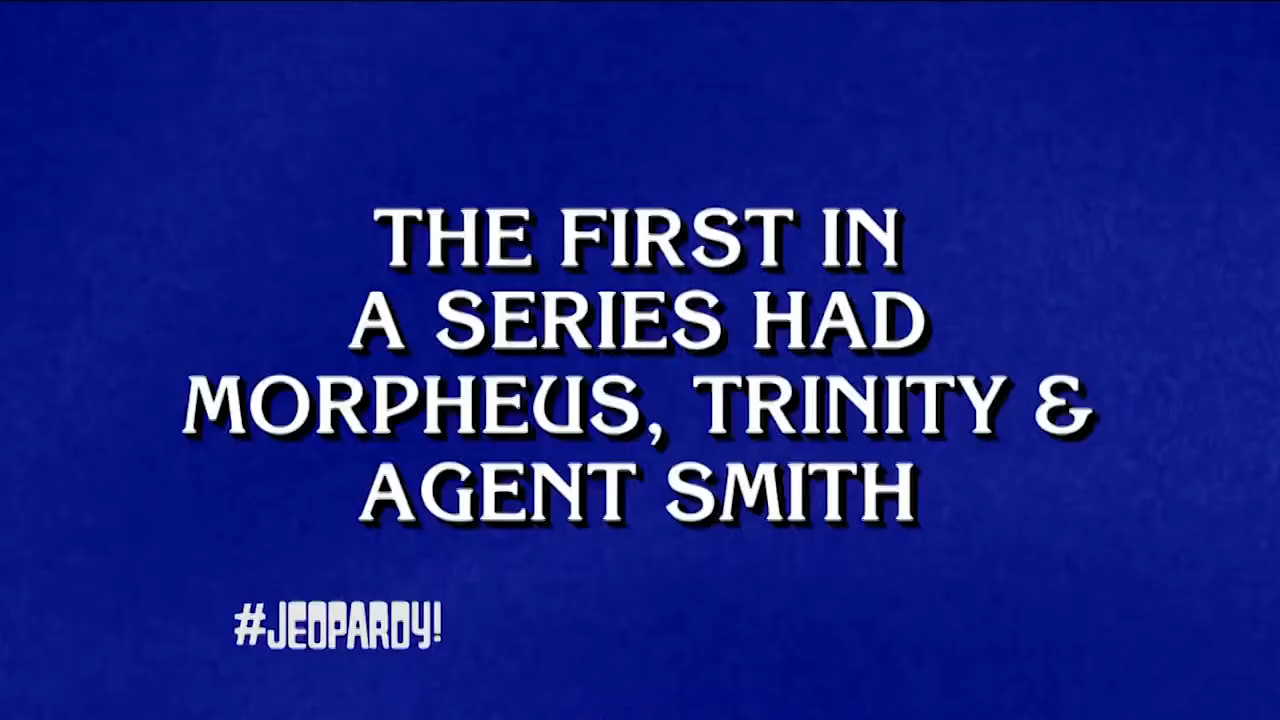 THE FIRST IN
A SERIES HAD
MORPHEUS, TRINITY &
AGENT SMITH
#JEOPARDY!